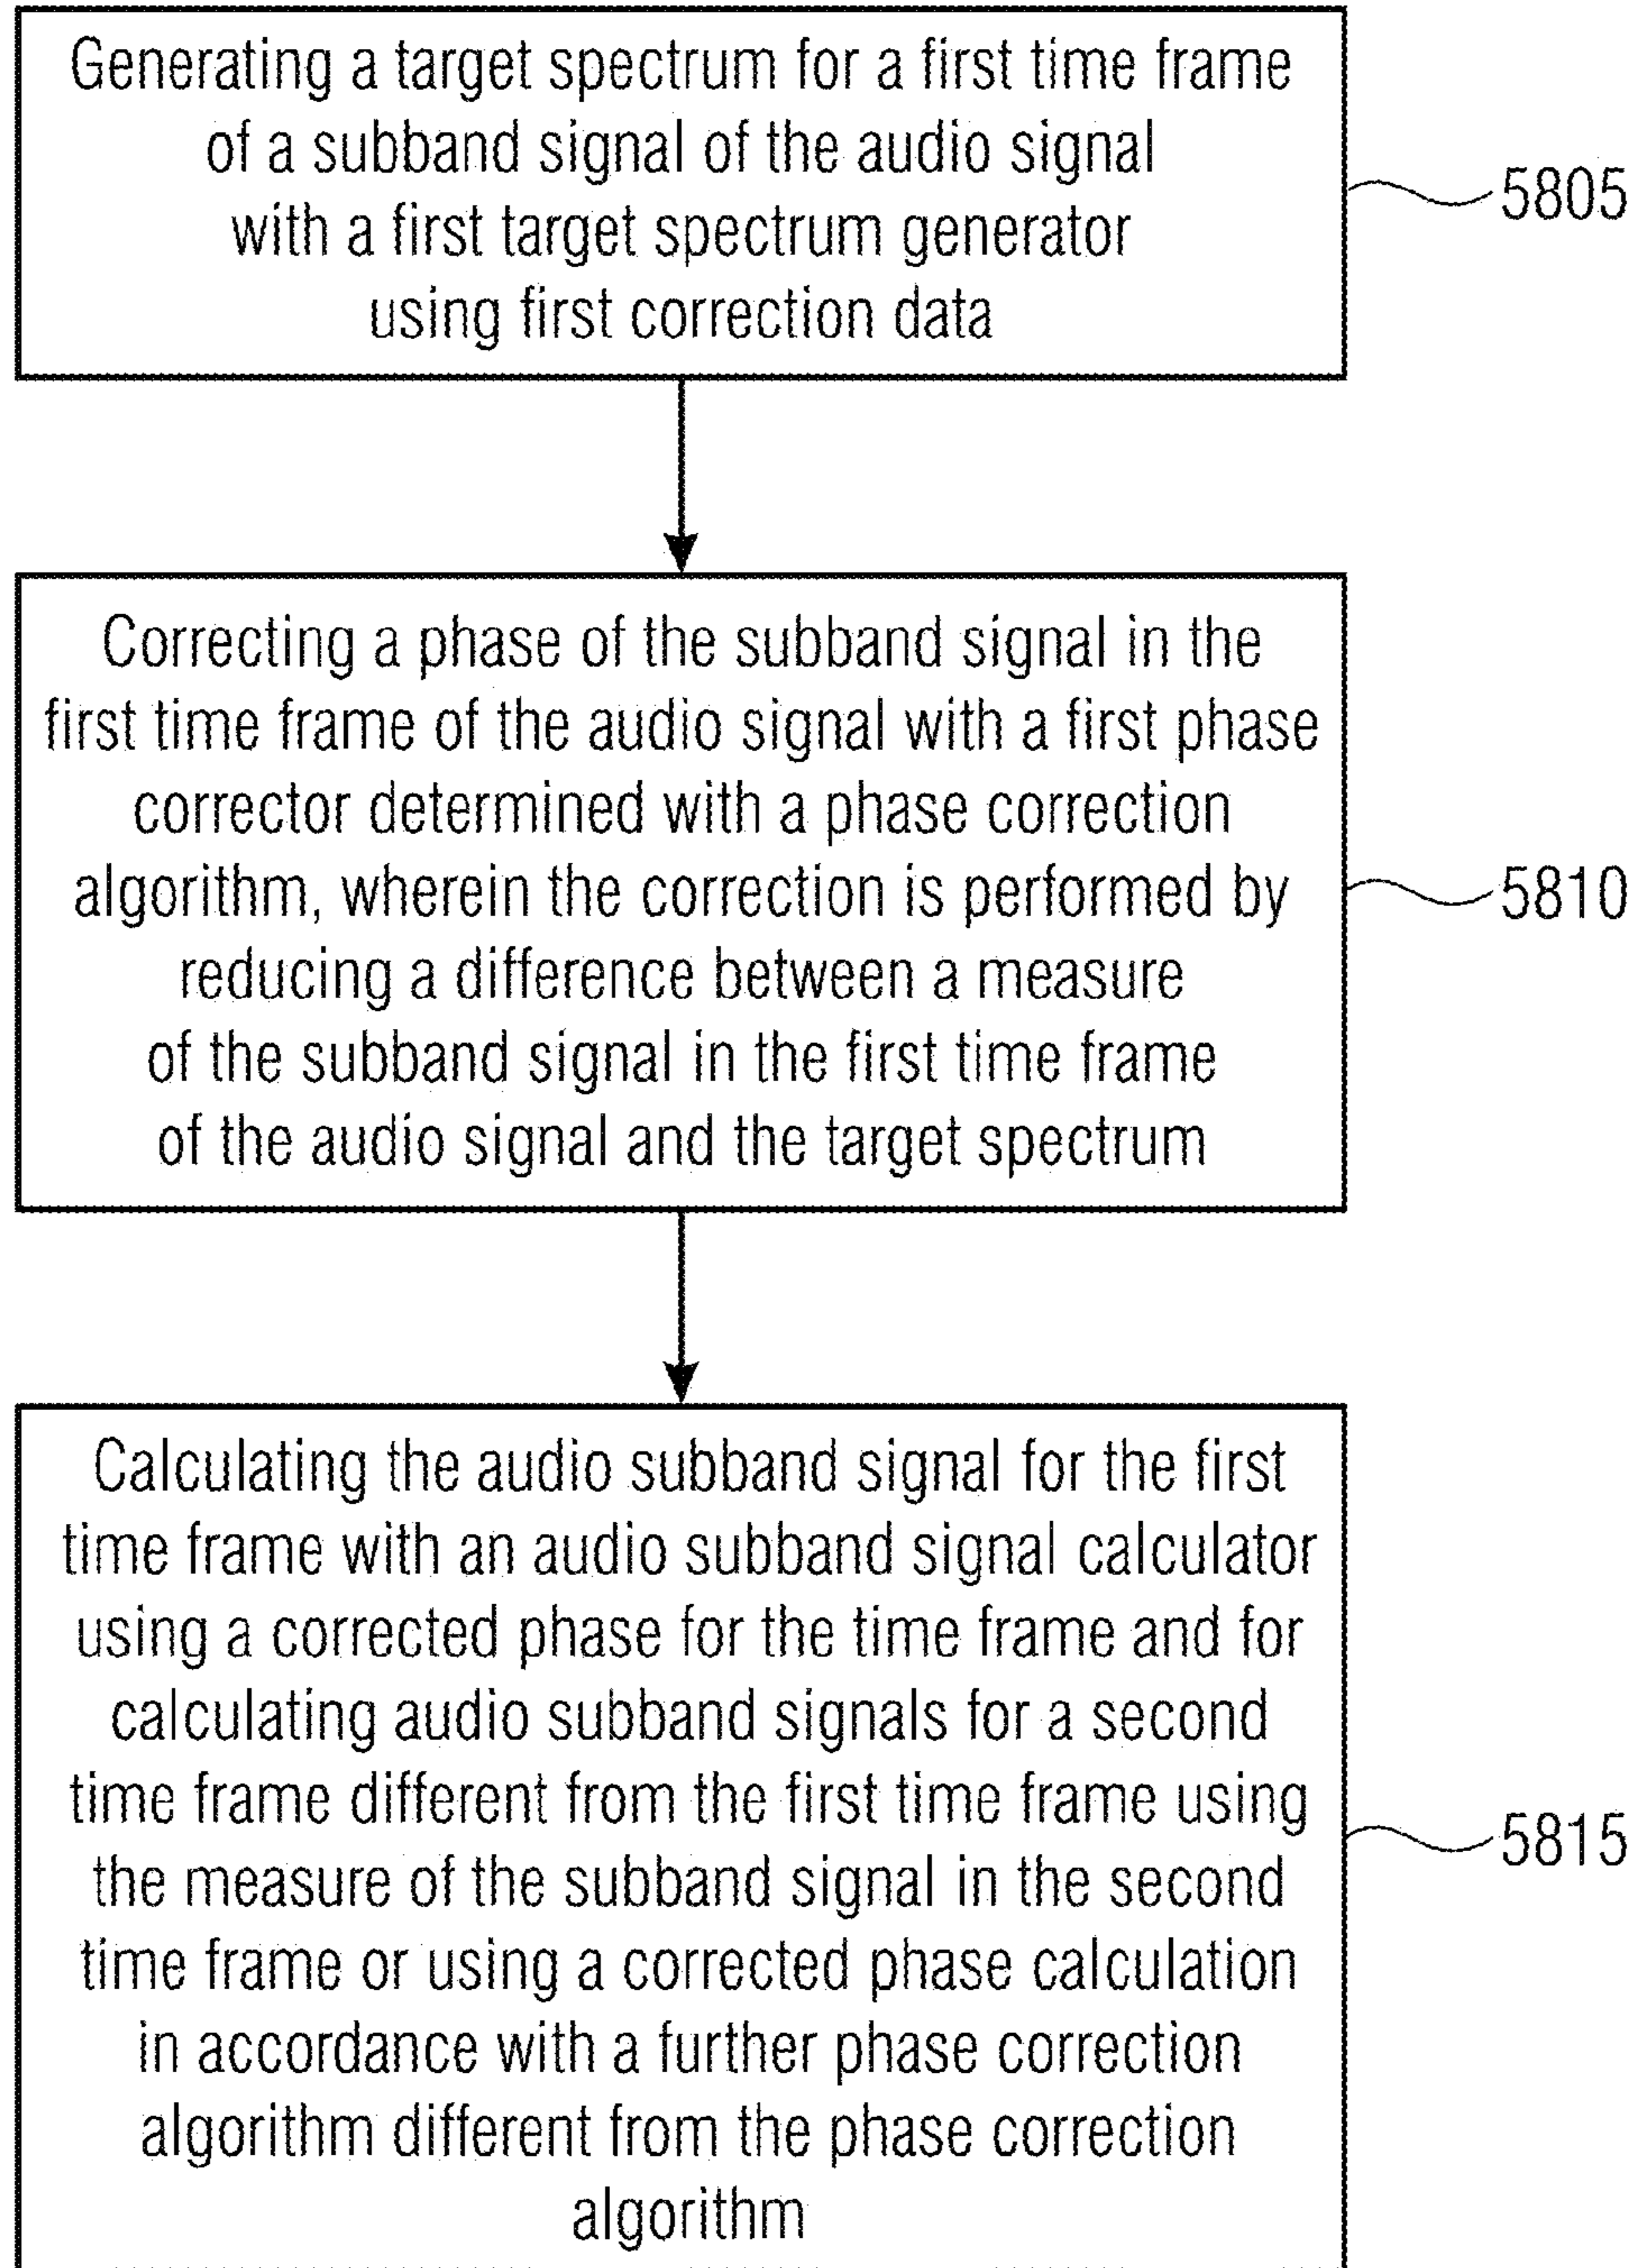 Generating a target spectrum for a first time frame
of a subband signal of the audio signal
with a first target spectrum generator
using first correction data
5805
Correcting a phase of the subband signal in the
first time frame of the audio signal with a first phase
corrector determined with a phase correction
algorithm, wherein the correction is performed by
reducing a difference between a measure
of the subband signal in the first time frame
of the audio signal and the target spectrum
5810
Calculating the audio subband signal for the first
time frame with an audio subband signal calculator
using a corrected phase for the time frame and for
calculating audio subband signals for a second
time frame different from the first time frame using
the measure of the subband signal in the second
time frame or using a corrected phase calculation
in accordance with a further phase correction
algorithm different from the phase correction
algorithm
5815